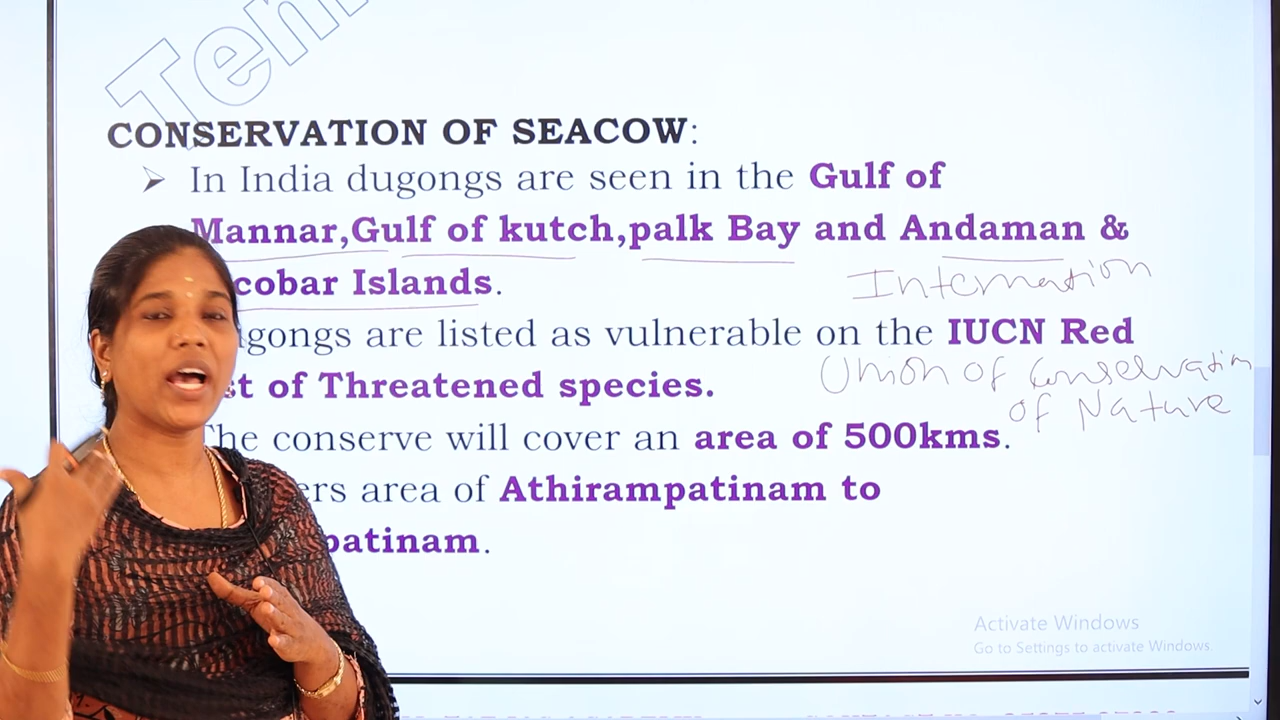 Ten
CONSERVATION OF SEACOW:
➤ In India dugongs are seen in the Gulf of
Mannar,Gulf of kutch,palk Bay and Andaman &
cobar Islands.
Internation
gongs are listed as vulnerable on the IUCN Red
Union of Conservation
st of Threatened species.
of Nature
The conserve will cover an area of 500kms.
ers area of Athirampatinam to
patinam.
Activate Windows
Go to Settings to activate Windows.